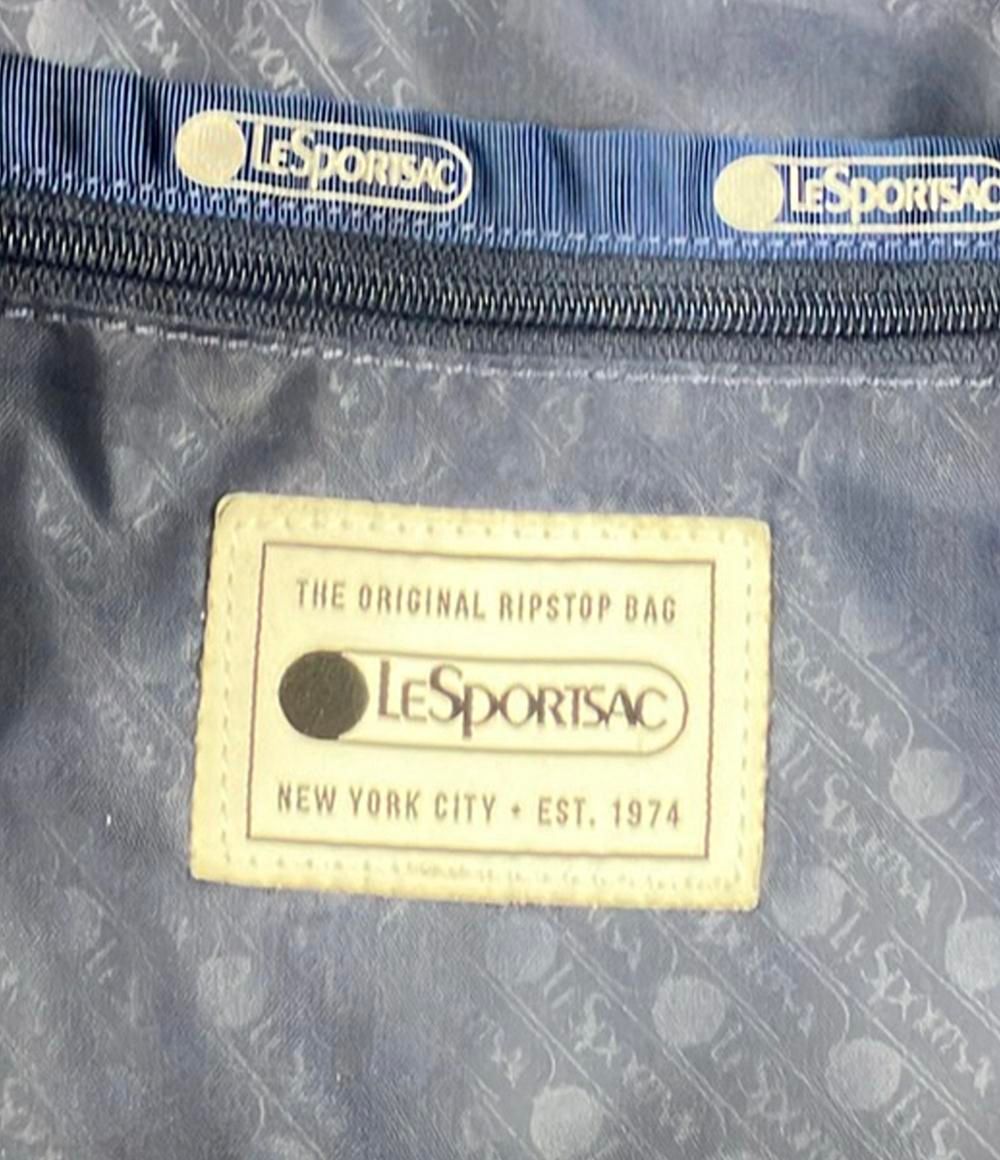 LeSportsac LeSportsac
THE ORIGINAL RIPSTOP BAG
LeSportsac
NEW YORK CITY • EST. 1974